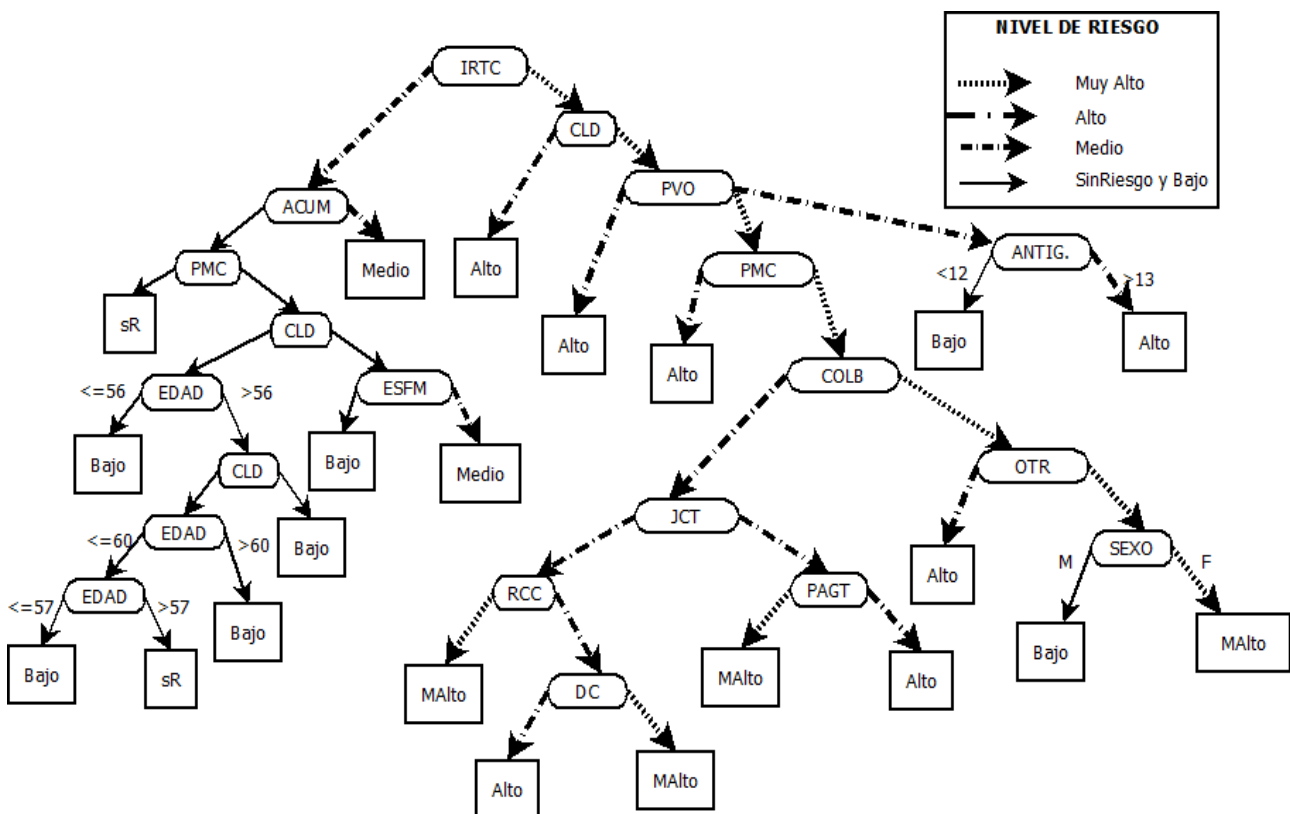 NIVEL DE RIESGO
Muy Alto
Alto
Medio
SinRiesgo y Bajo
IRTC
CLD
PVO
ACUM
ANTIG.
Medio
Alto
PMC
PMC
<12
>13
sR
CLD
Alto
Alto
Bajo
Alto
COLB
<=56
EDAD
>56
ESFM
Bajo
Bajo
Medio
CLD
OTR
JCT
<=60
EDAD
>60
Bajo
Alto
M
SEXO
F
<=57
EDAD
>57
RCC
PAGT
Bajo
Bajo
MAlto
Bajo
sR
MAlto
MAlto
Alto
DC
Alto
MAlto